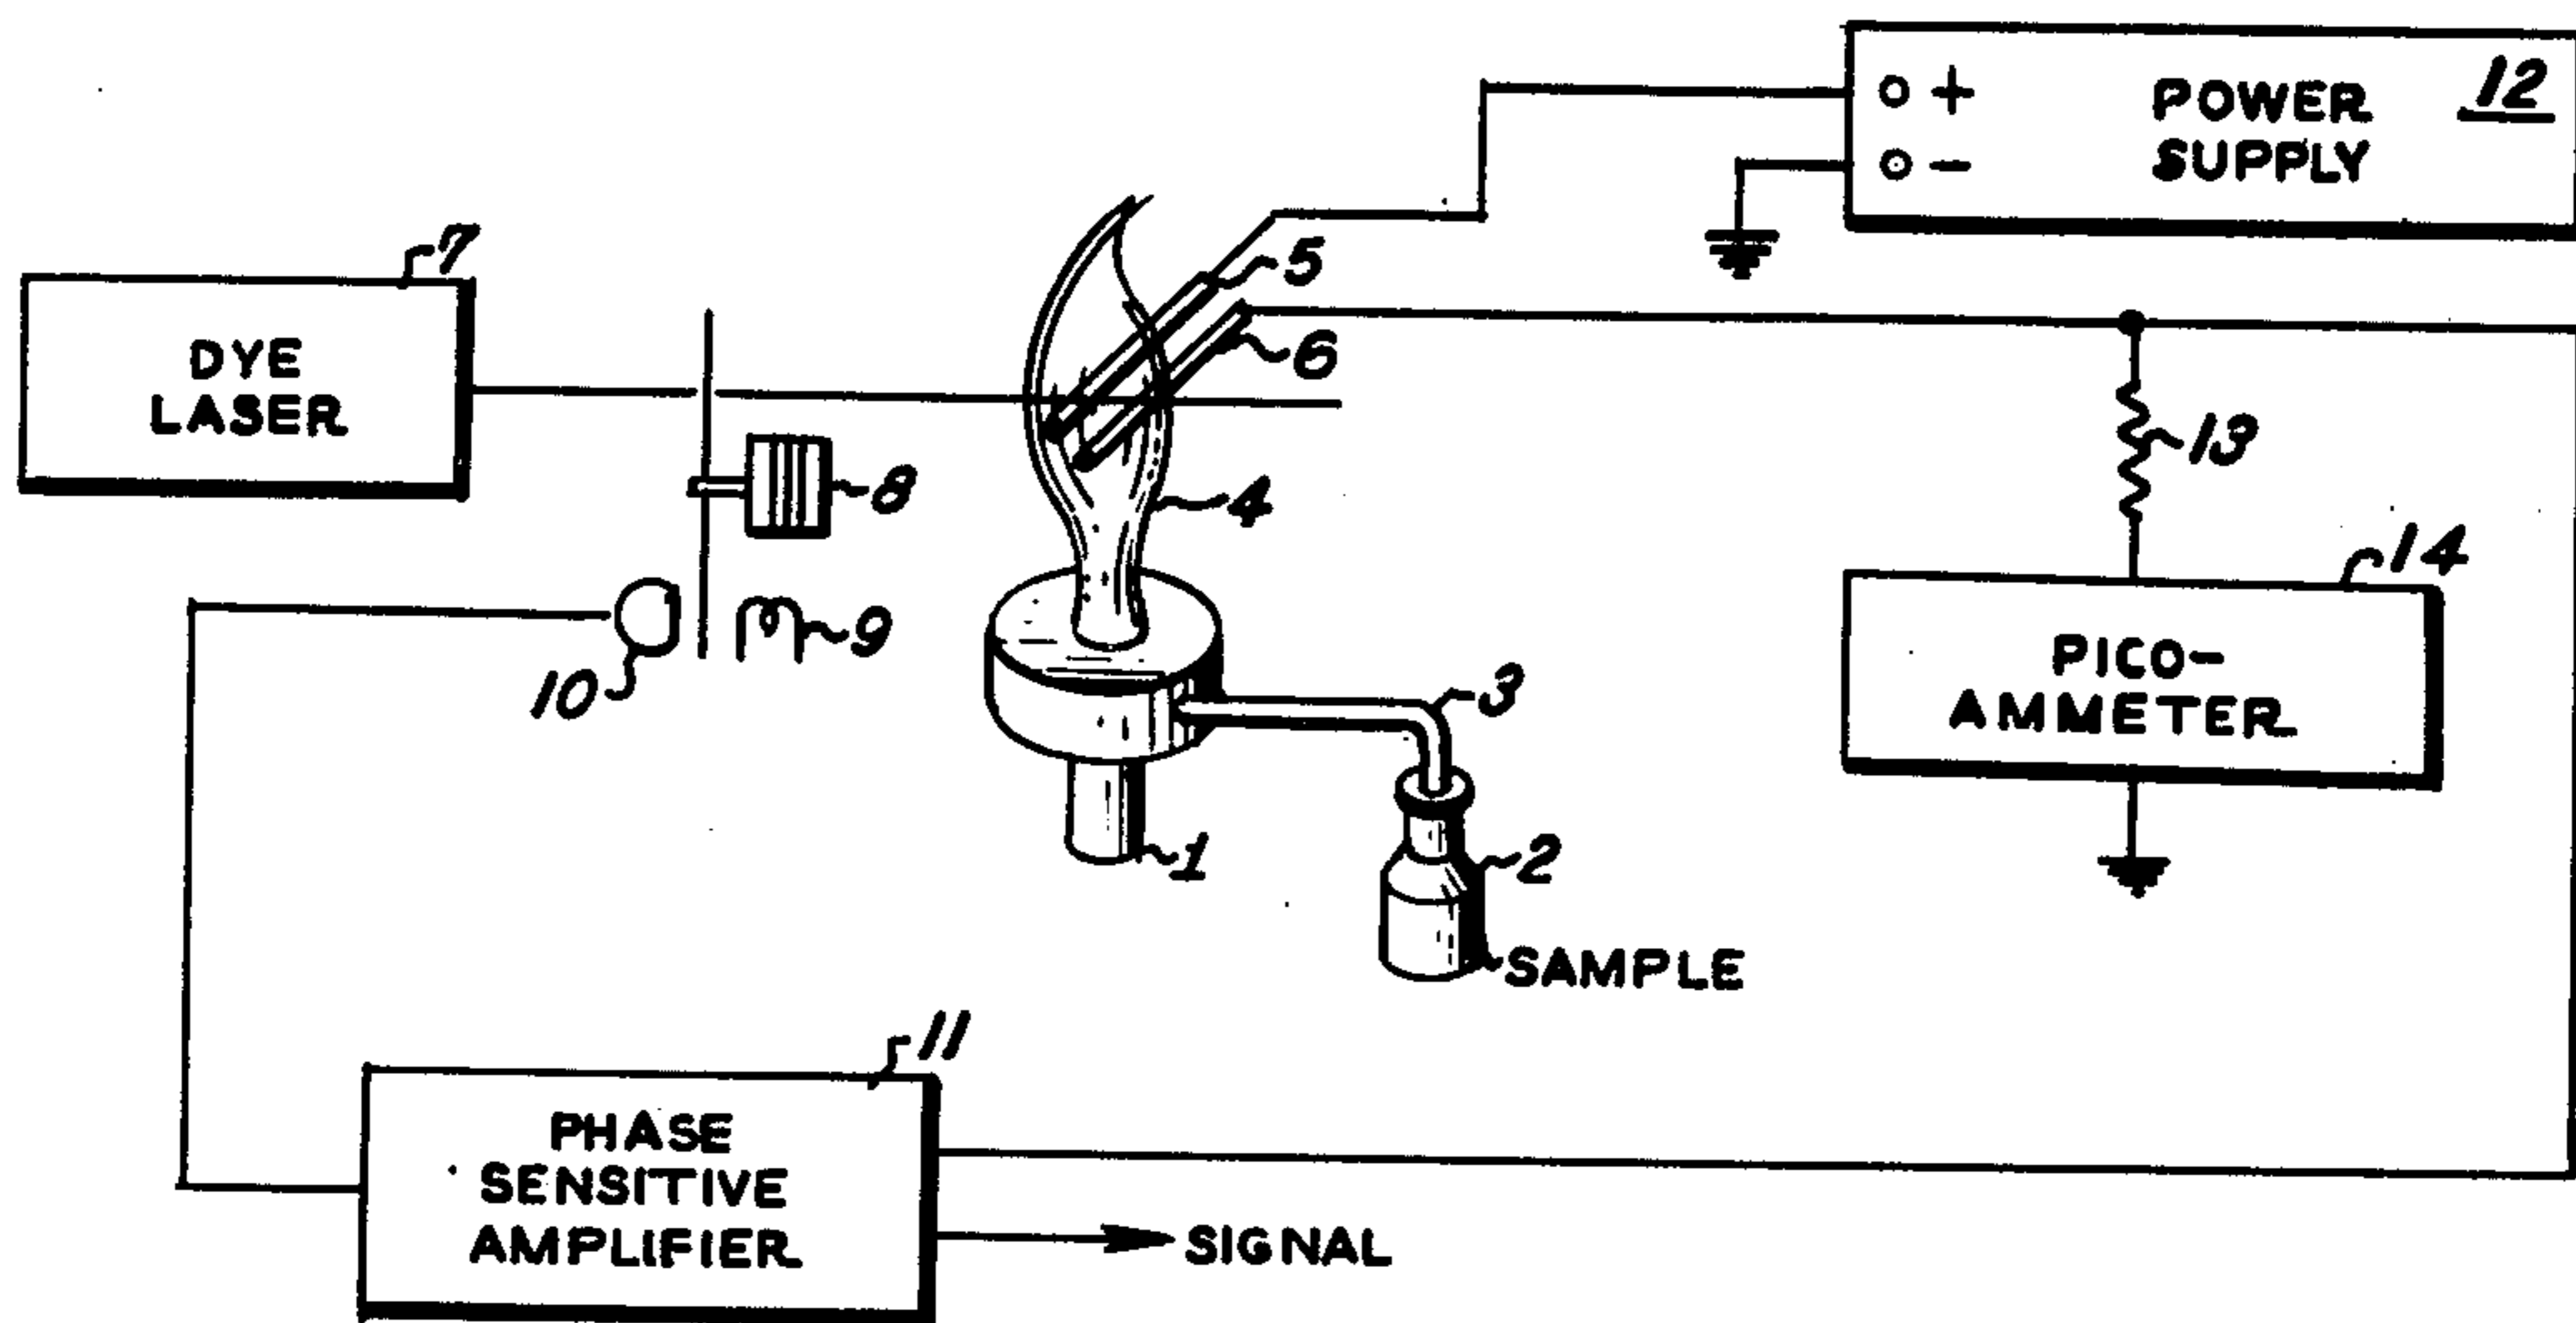 12
+ POWER
- SUPPLY
7
DYE
LASER
5
6
8
4
13
14
9
10
3
PICO-
AMMETER
1
2
SAMPLE
11
PHASE
SENSITIVE
AMPLIFIER
SIGNAL